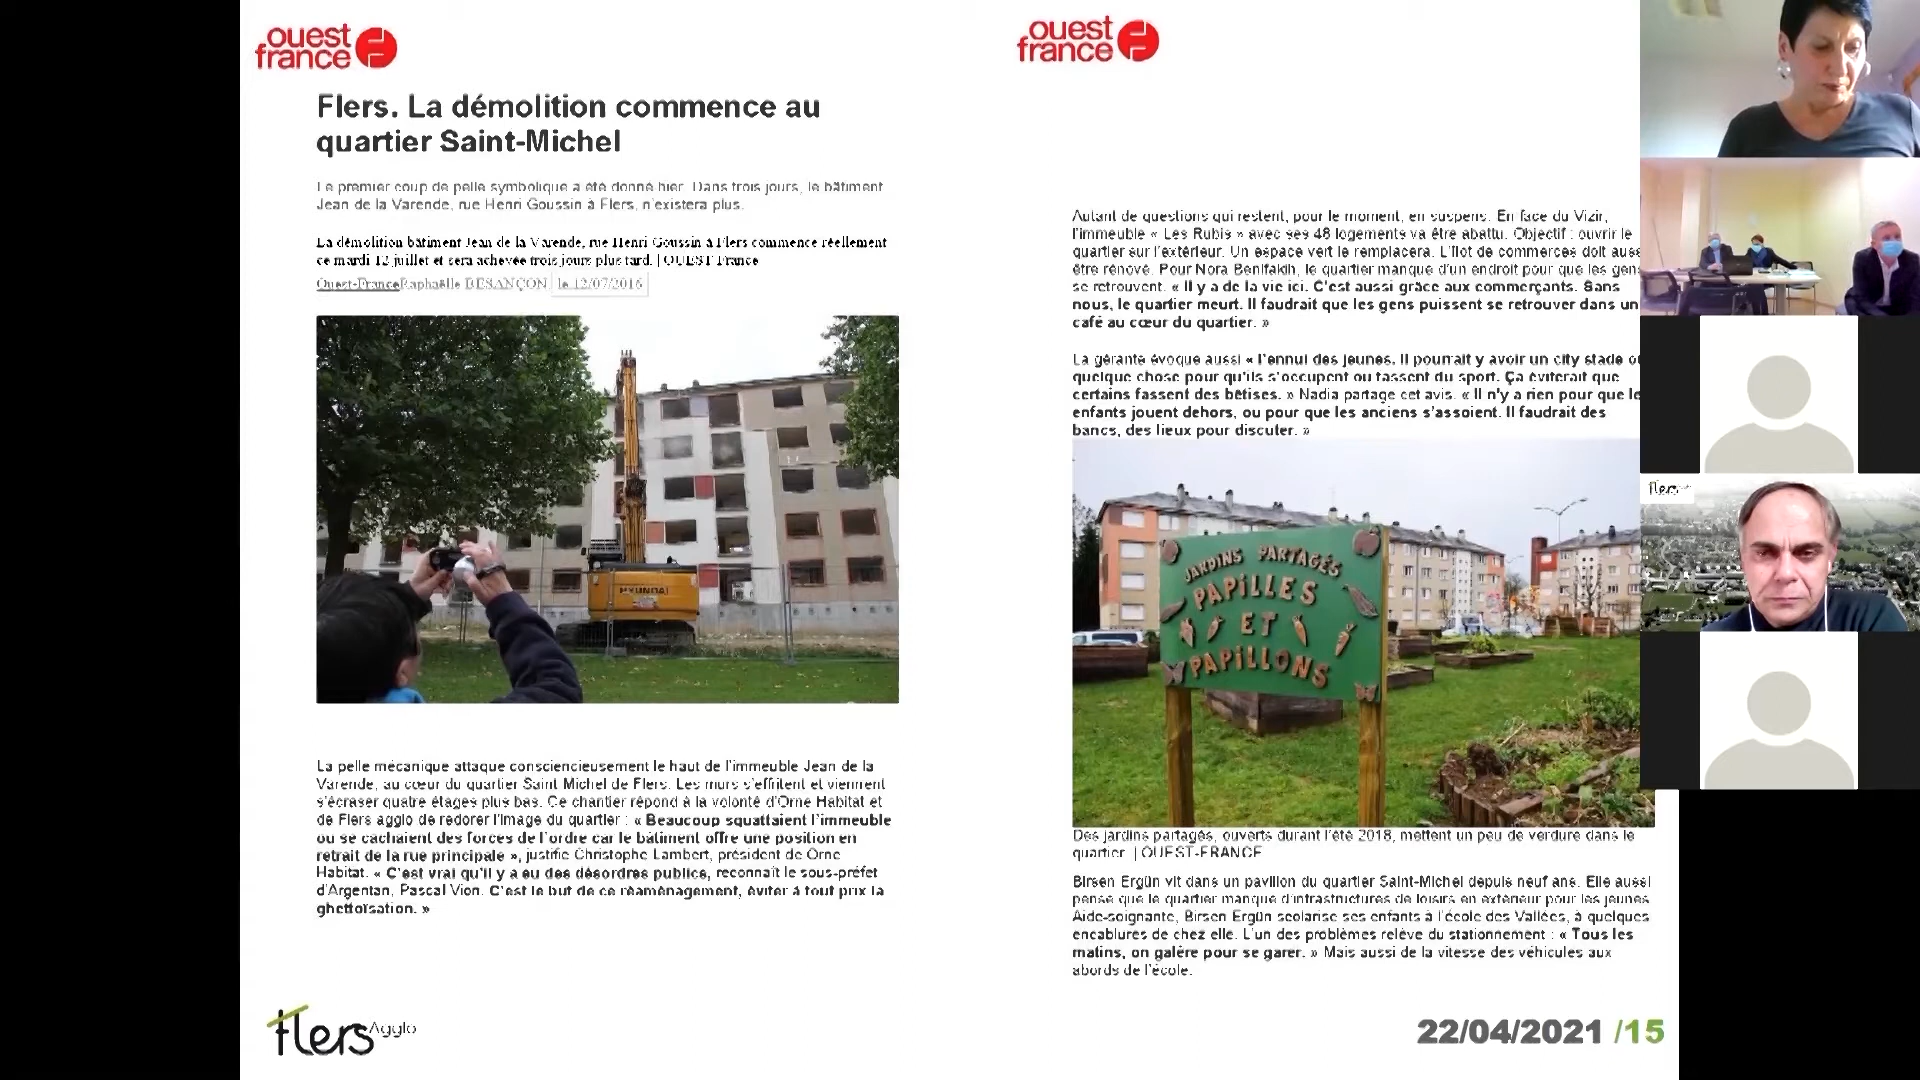 ouest
france
Flers. La démolition commence au
quartier Saint-Michel
Le premier coup de pelle symbolique a été donné hier. Dans trois jours, le bâtiment
Jean de la Varende, rue Henri Goussin à Flers, n'existera plus.
La démolition bâtiment Jean de la Varende, rue Henri Goussin à Flers commence réellement
ce mardi 12 juillet et sera achevée trois jours plus tard. | OUEST France
Ouest-FranceRaphaëlle BESANÇON le 12/07/2016
HYUNDAI
La pelle mécanique attaque consciencieusement le haut de l'immeuble Jean de la
Varende, au cœur du quartier Saint Michel de Flers. Les murs s'effritent et viennent
s'écraser quatre étages plus bas. Ce chantier répond à la volonté d'Orne Habitat et
de Flers agglo de redorer l'image du quartier : « Beaucoup squattaient l'immeuble
ou se cachaient des forces de l'ordre car le bâtiment offre une position en
retrait de la rue principale », justifie Christophe Lambert, président de Orne
Habitat. « C'est vrai qu'il y a eu des désordres publics, reconnaît le sous-préfet
d'Argentan, Pascal Vion. C'est le but de ce réaménagement, éviter à tout prix la
ghettoïsation. »
flers Agglo
ouest
france
Autant de questions qui restent, pour le moment, en suspens. En face du Vizir,
l'immeuble « Les Rubis » avec ses 48 logements va être abattu. Objectif : ouvrir le
quartier sur l'extérieur. Un espace vert le remplacera. L'îlot de commerces doit auss
être rénové. Pour Nora Benifakih, le quartier manque d'un endroit pour que les gens
se retrouvent. « Il y a de la vie ici. C'est aussi grâce aux commerçants. Sans
nous, le quartier meurt. Il faudrait que les gens puissent se retrouver dans un
café au cœur du quartier. »
La gérante évoque aussi « l'ennui des jeunes. Il pourrait y avoir un city stade o
quelque chose pour qu'ils s'occupent ou fassent du sport. Ça éviterait que
certains fassent des bêtises. » Nadia partage cet avis. « Il n'y a rien pour que le
enfants jouent dehors, ou pour que les anciens s'assoient. Il faudrait des
bancs, des lieux pour discuter. »
JARDINS PARTAGÉS
PAPILLES
ET
PAPILLONS
Des jardins partagés, ouverts durant l'été 2018, mettent un peu de verdure dans le
quartier. | OUEST-FRANCE
Birsen Ergün vit dans un pavillon du quartier Saint-Michel depuis neuf ans. Elle aussi
pense que le quartier manque d'infrastructures de loisirs en extérieur pour les jeunes
Aide-soignante, Birsen Ergün scolarise ses enfants à l'école des Vallées, à quelques
encablures de chez elle. L'un des problèmes relève du stationnement : « Tous les
matins, on galère pour se garer. » Mais aussi de la vitesse des véhicules aux
abords de l'école.
22/04/2021 /15
flers